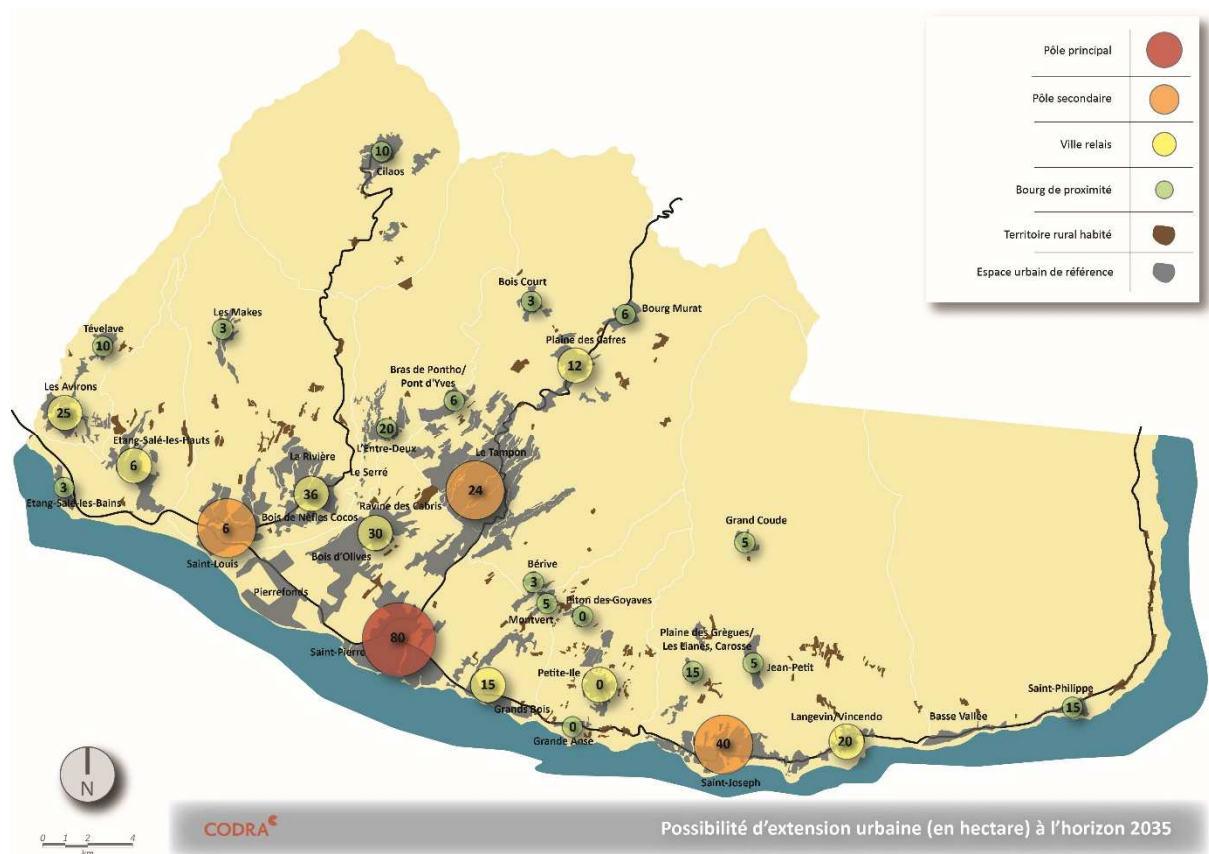 Pôle principal
Pôle secondaire
Ville relais
Bourg de proximité
Territoire rural habité
Espace urbain de référence
10
Cilaos
Bois Court
3
Bourg Murat
6
Les Makes
3
Tévelave
10
Plaine des Cafres
12
Bras de Pontho/
Pont d'Yves
6
Les Avirons
25
20
L'Entre-Deux
Etang-Salé-les-Hauts
6
La Rivière
Le Serré
36
Le Tampon
24
3
Etang-Salé-les-Bains
Ravine des Cabris
Bois de Nèfles Cocos
6
Saint-Louis
30
Bois d'Olives
Grand Coude
5
Pierrefonds
Bérive
3
5
Montvert
Piton des Goyaves
0
80
Saint-Pierre
Plaine des Grègues/
Les Lianes, Carosse
15
5
Jean-Petit
Petite-Ile
0
15
Grands Bois
0
Grande Anse
Saint-Philippe
15
Langevin/Vincendo
20
Basse Vallée
40
Saint-Joseph
N
0 1 2 4
km
CODRA
Possibilité d'extension urbaine (en hectare) à l'horizon 2035